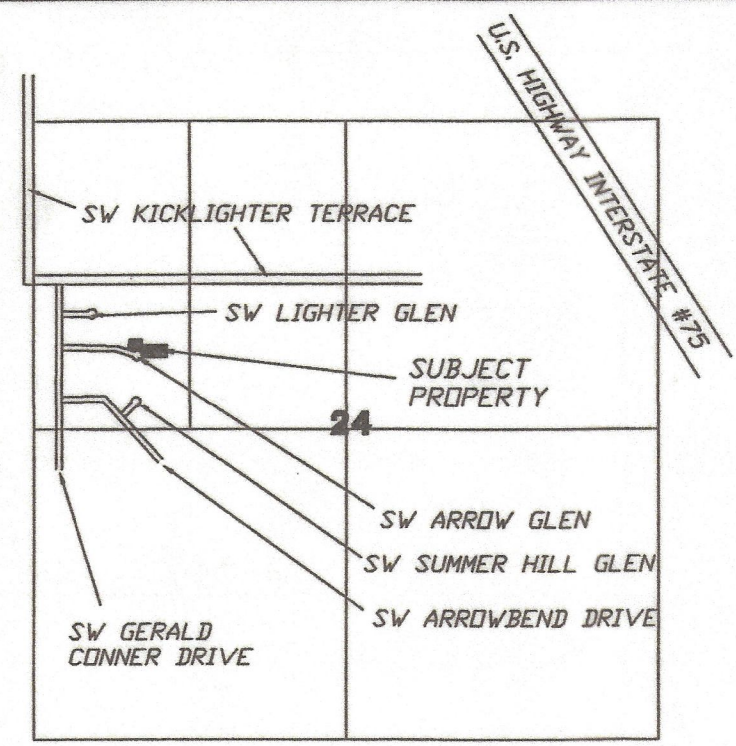 U.S. HIGHWAY INTERSTATE #75
SW KICKLIGHTER TERRACE
SW LIGHTER GLEN
SUBJECT
PROPERTY
24
SW ARROW GLEN
SW SUMMER HILL GLEN
SW ARROWBEND DRIVE
SW GERALD
CONNER DRIVE